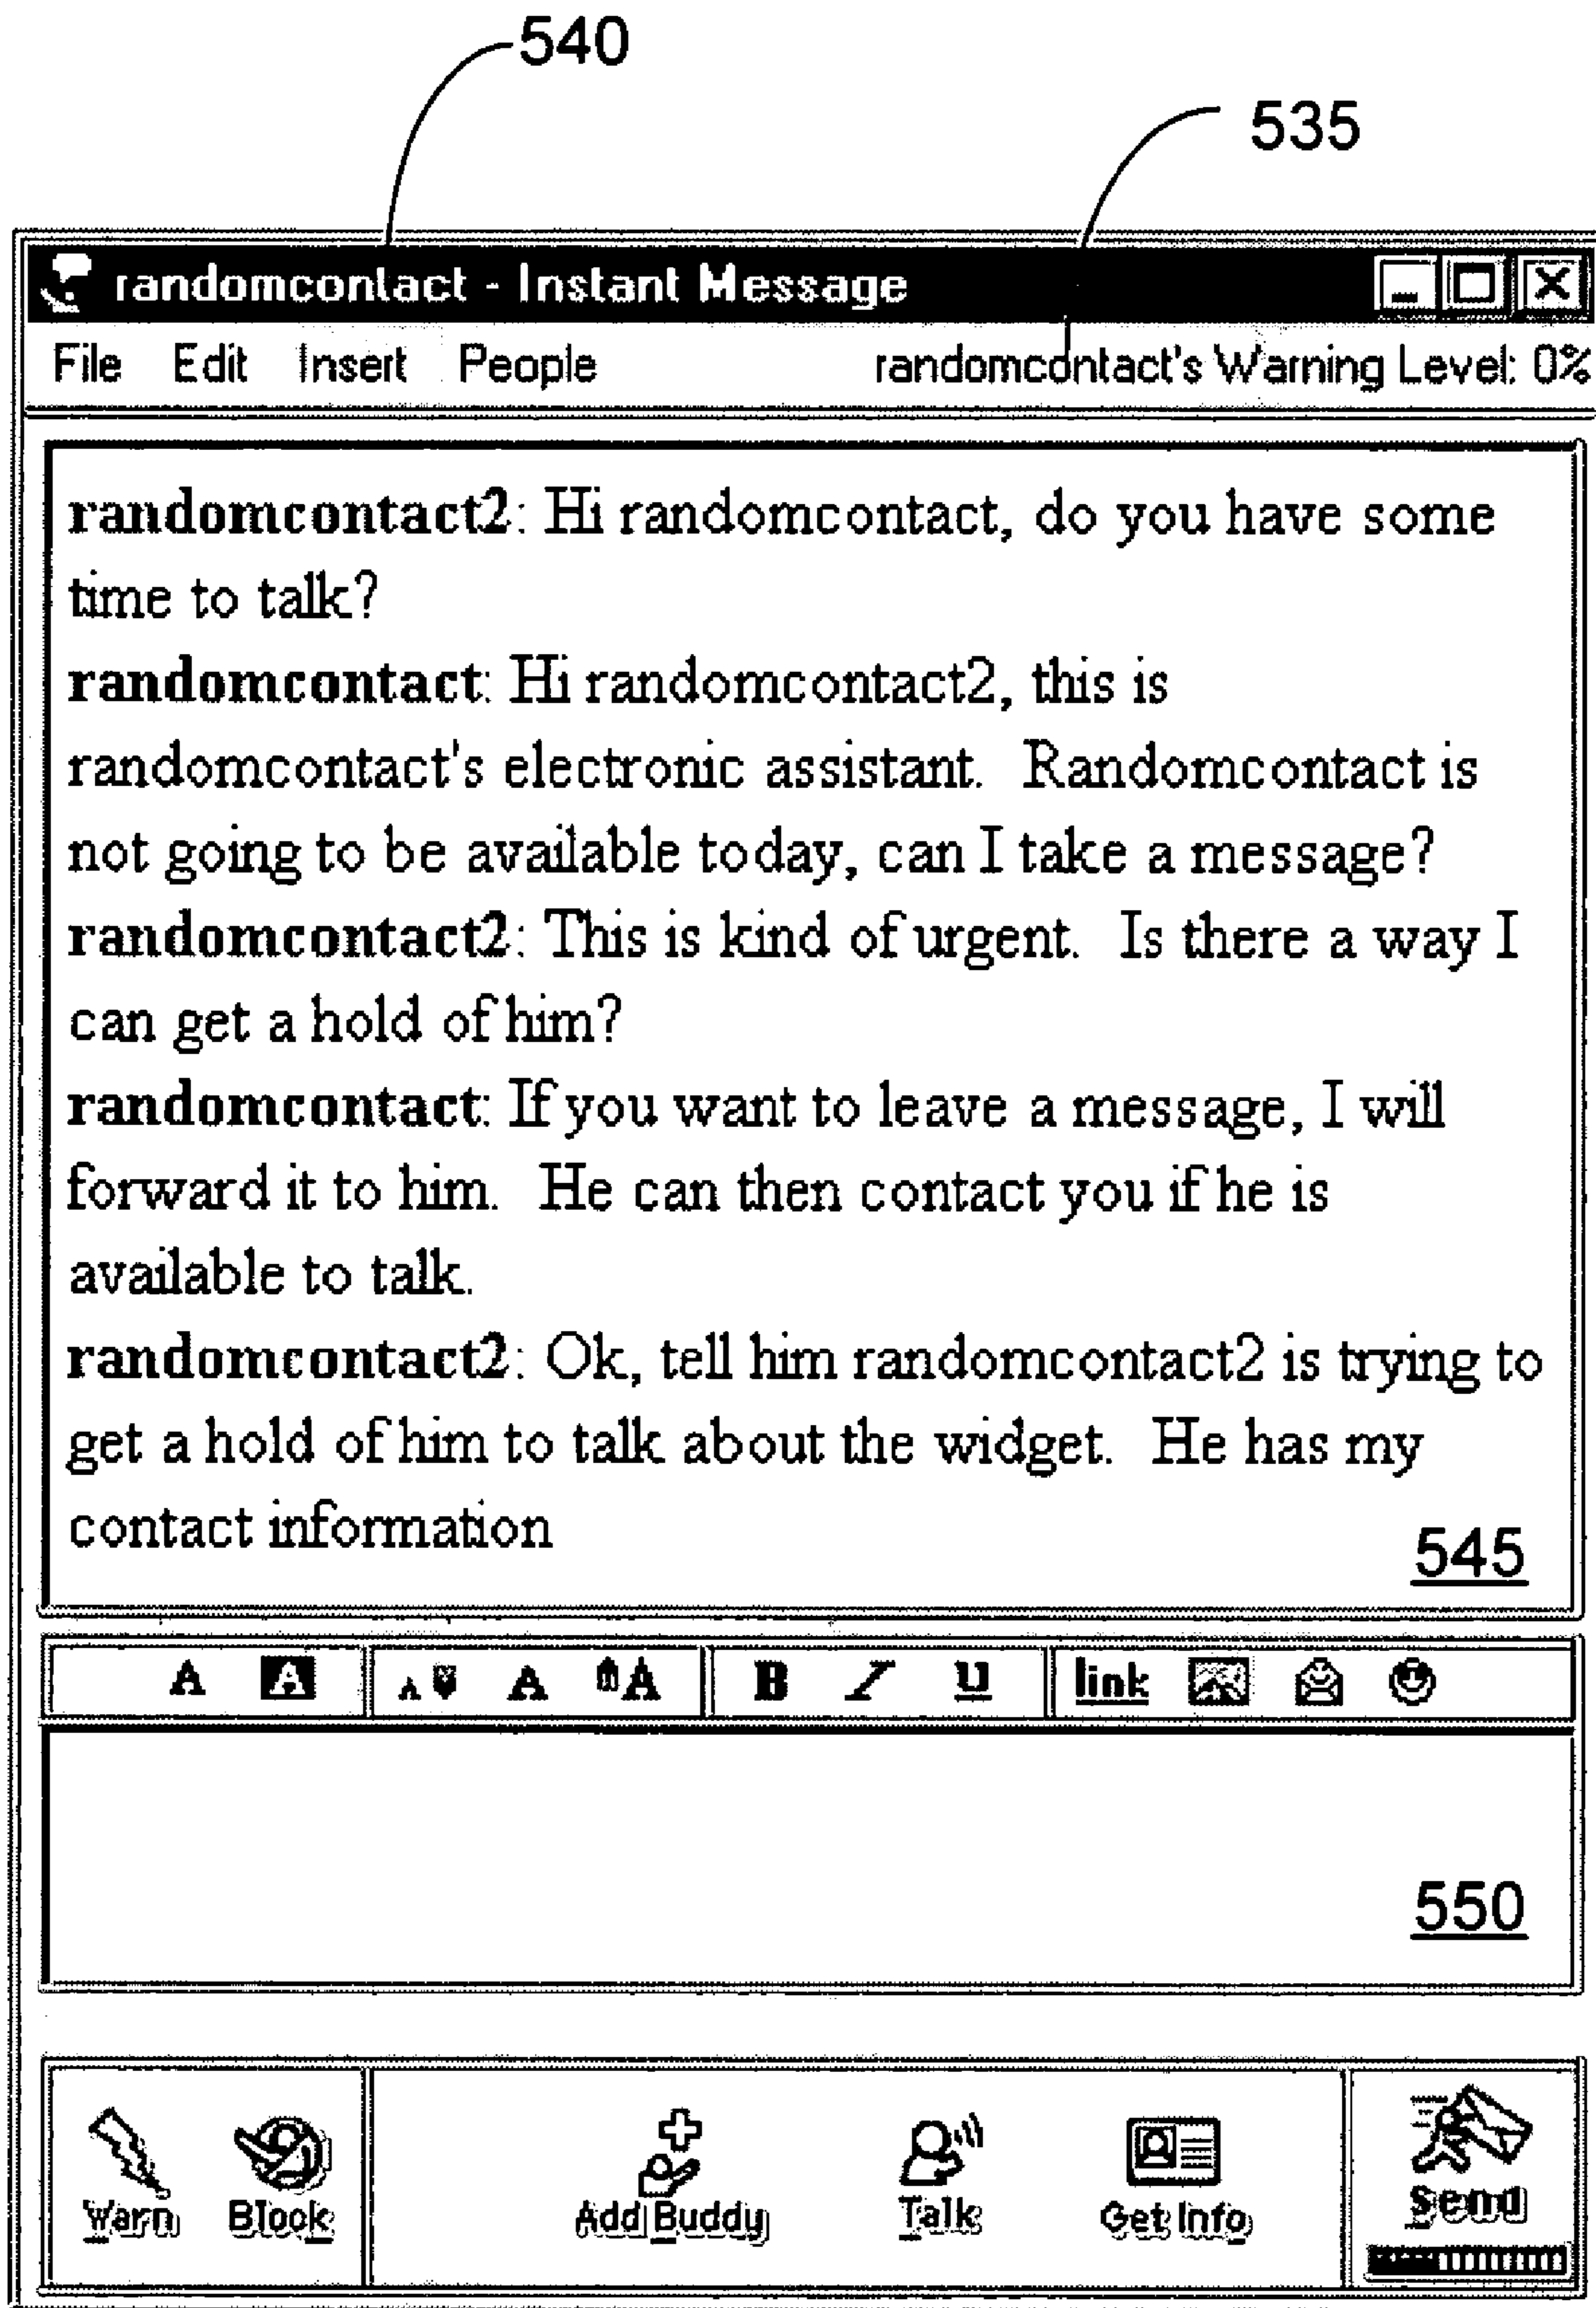 540
535
randomcontact - Instant Message
File Edit Insert People randomcontact's Warning Level: 0%
randomcontact2: Hi randomcontact, do you have some
time to talk?
randomcontact: Hi randomcontact2, this is
randomcontact's electronic assistant. Randomcontact is
not going to be available today, can I take a message?
randomcontact2: This is kind of urgent. Is there a way I
can get a hold of him?
randomcontact: If you want to leave a message, I will
forward it to him. He can then contact you if he is
available to talk.
randomcontact2: Ok, tell him randomcontact2 is trying to
get a hold of him to talk about the widget. He has my
contact information
545
A A A A A B I U link
550
Warn Block Add Buddy Talk Get Info Send